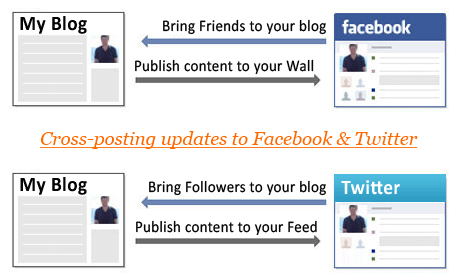 My Blog
Bring Friends to your blog
facebook
Publish content to your Wall
Cross-posting updates to Facebook & Twitter
My Blog
Bring Followers to your blog
Twitter
Publish content to your Feed